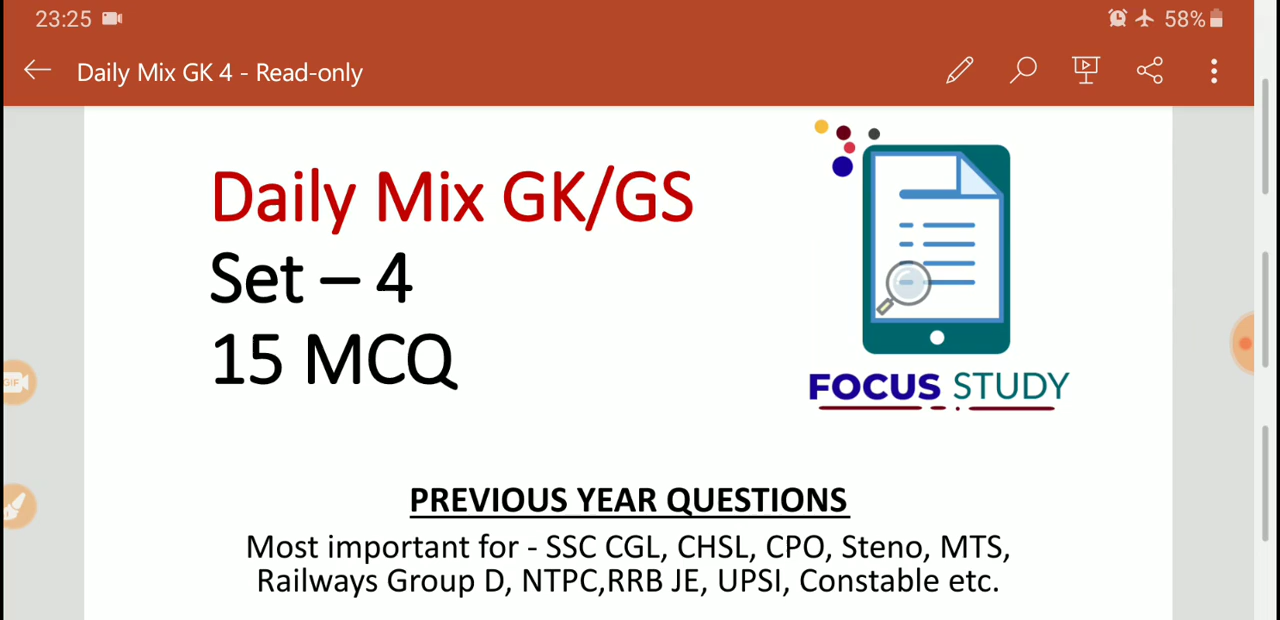 23:25
58%
Daily Mix GK 4 - Read-only
Daily Mix GK/GS
Set – 4
15 MCQ
FOCUS STUDY
GIF
PREVIOUS YEAR QUESTIONS
Most important for - SSC CGL, CHSL, CPO, Steno, MTS,
Railways Group D, NTPC,RRB JE, UPSI, Constable etc.